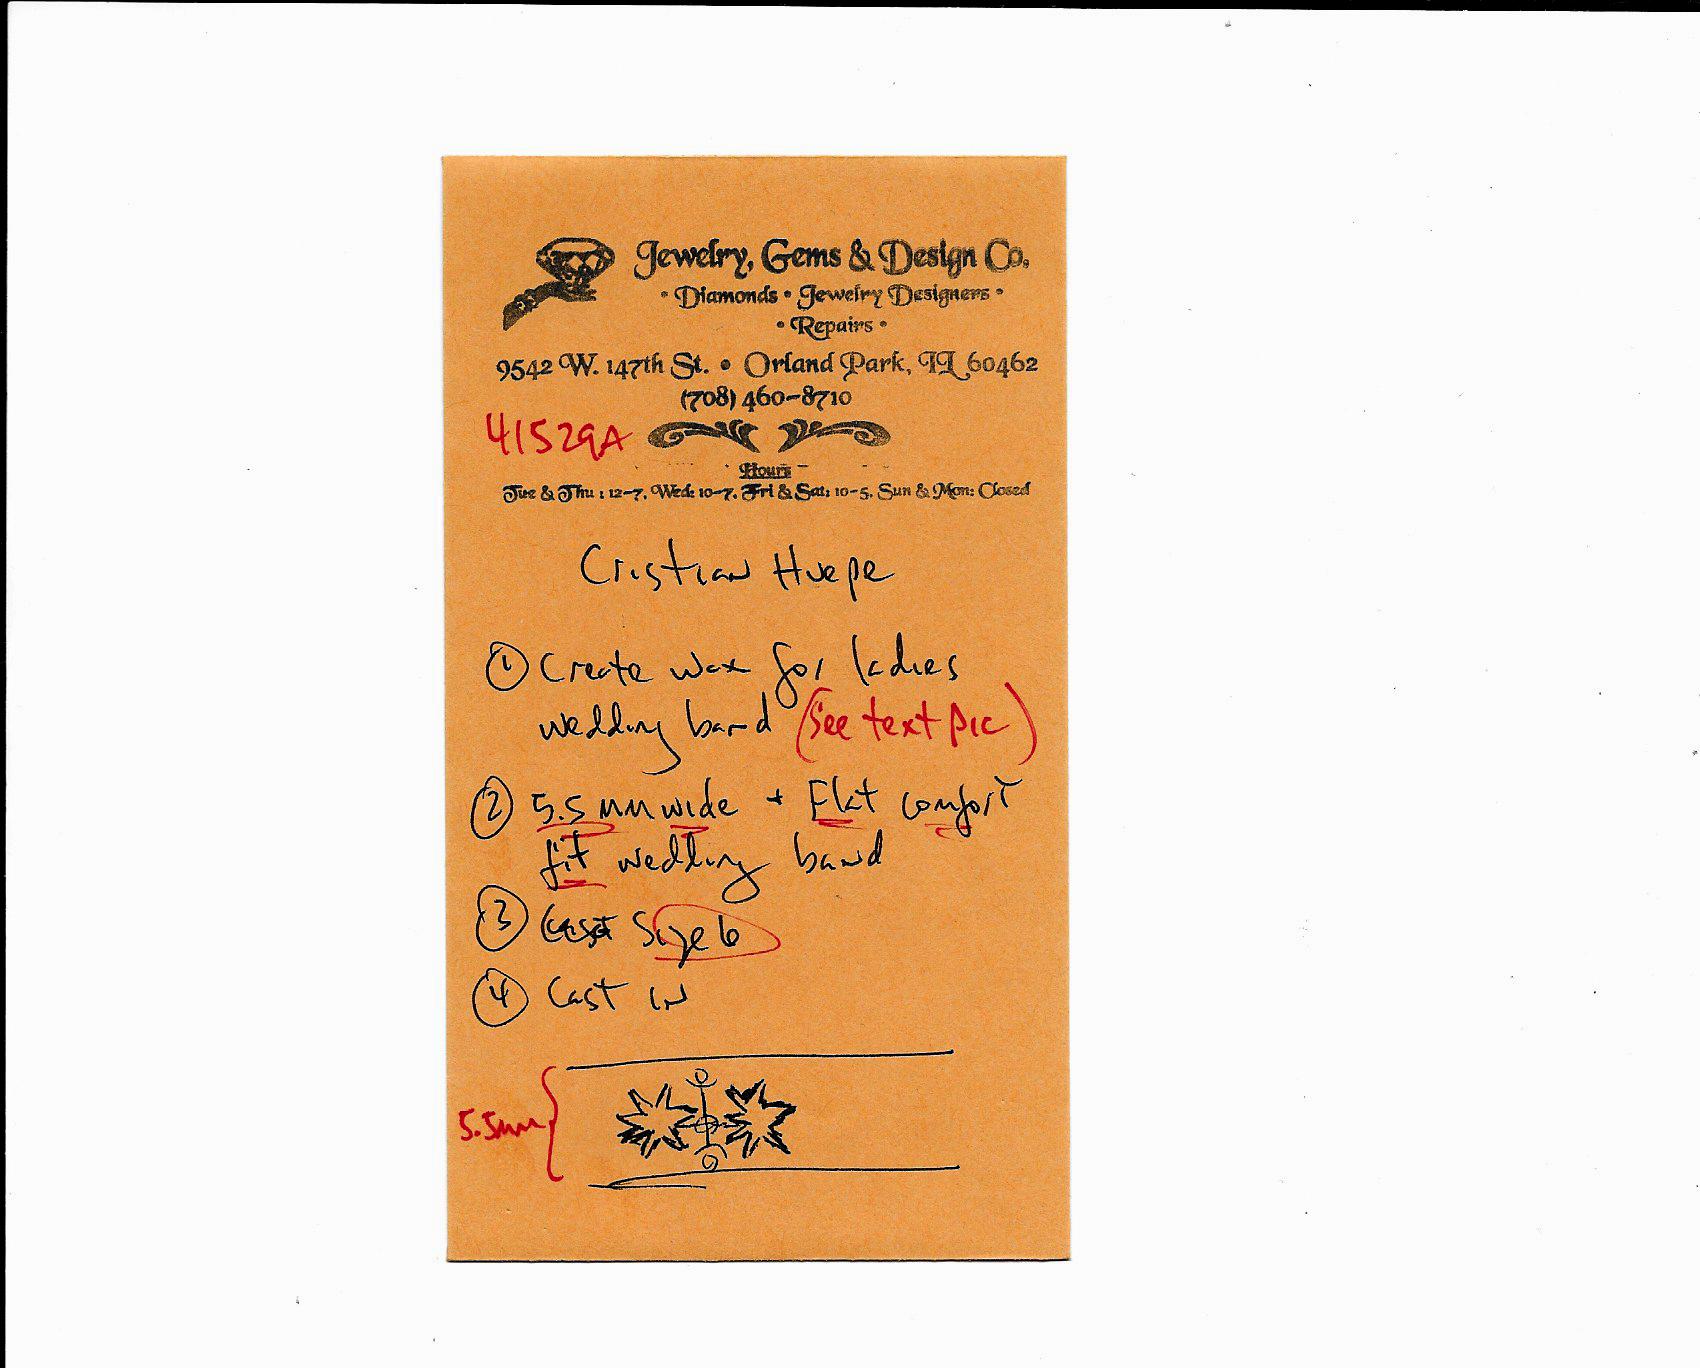 Jewelry, Gems & Design Co.
• Diamonds • Jewelry Designers •
• Repairs •
9542 W. 147th St. • Orland Park, IL 60462
(708) 460-8710
41529A
Hours
Tue & Thu: 12-7, Wed: 10-7, Fri & Sat: 10-5, Sun & Mon: Closed
Cristian Huepe
① Create wax for ladies
wedding band (See text pic)
② 5.5 mm wide + Flat comfort
fit wedding band
③ Size 6
④ Cast in
5.5mm